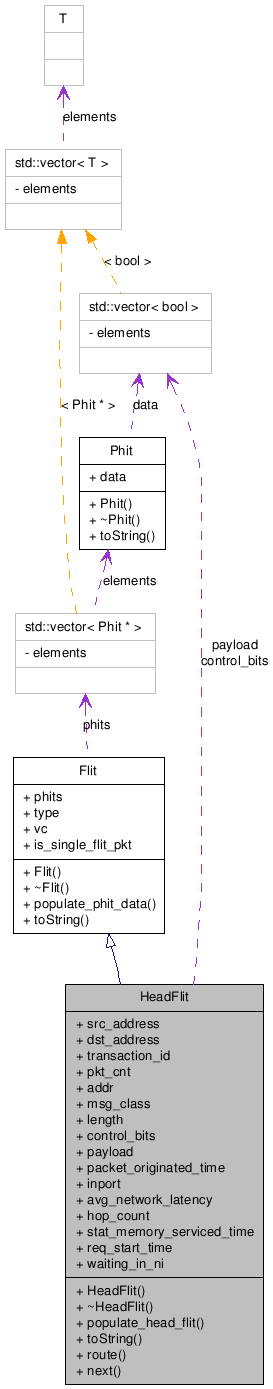 T
elements
std::vector< T >
- elements
< bool >
std::vector< bool >
- elements
< Phit * >
data
Phit
+ data
+ Phit()
+ ~Phit()
+ toString()
elements
std::vector< Phit * >
- elements
payload
control_bits
phits
Flit
+ phits
+ type
+ vc
+ is_single_flit_pkt
+ Flit()
+ ~Flit()
+ populate_phit_data()
+ toString()
HeadFlit
+ src_address
+ dst_address
+ transaction_id
+ pkt_cnt
+ addr
+ msg_class
+ length
+ control_bits
+ payload
+ packet_originated_time
+ inport
+ avg_network_latency
+ hop_count
+ stat_memory_serviced_time
+ req_start_time
+ waiting_in_ni
+ HeadFlit()
+ ~HeadFlit()
+ populate_head_flit()
+ toString()
+ route()
+ next()